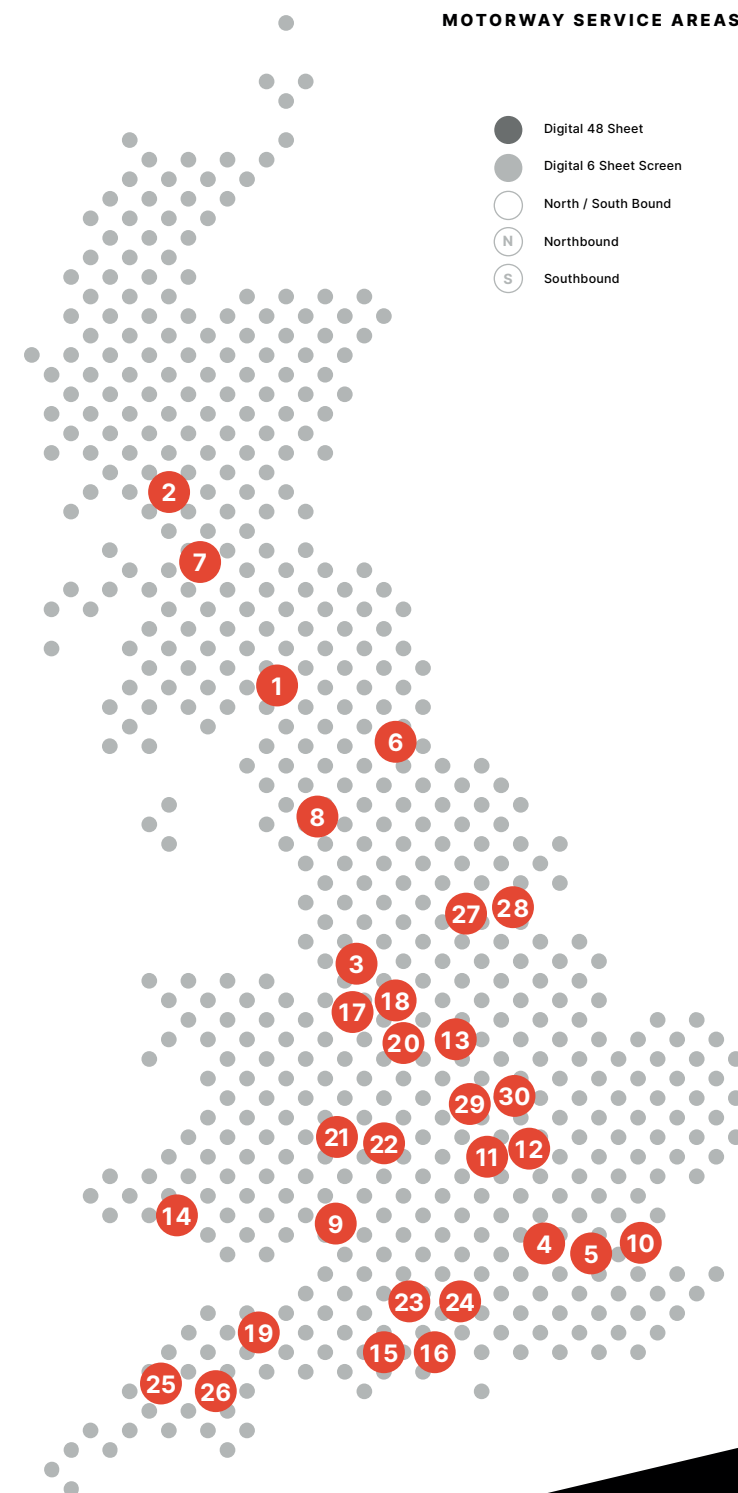 MOTORWAY SERVICE AREAS
Digital 48 Sheet
Digital 6 Sheet Screen
North / South Bound
N Northbound
S Southbound
2
7
1
6
8
27 28
3
17 18
20 13
29 30
21 22
11 12
14
9
4 5 10
23 24
19
15 16
25 26